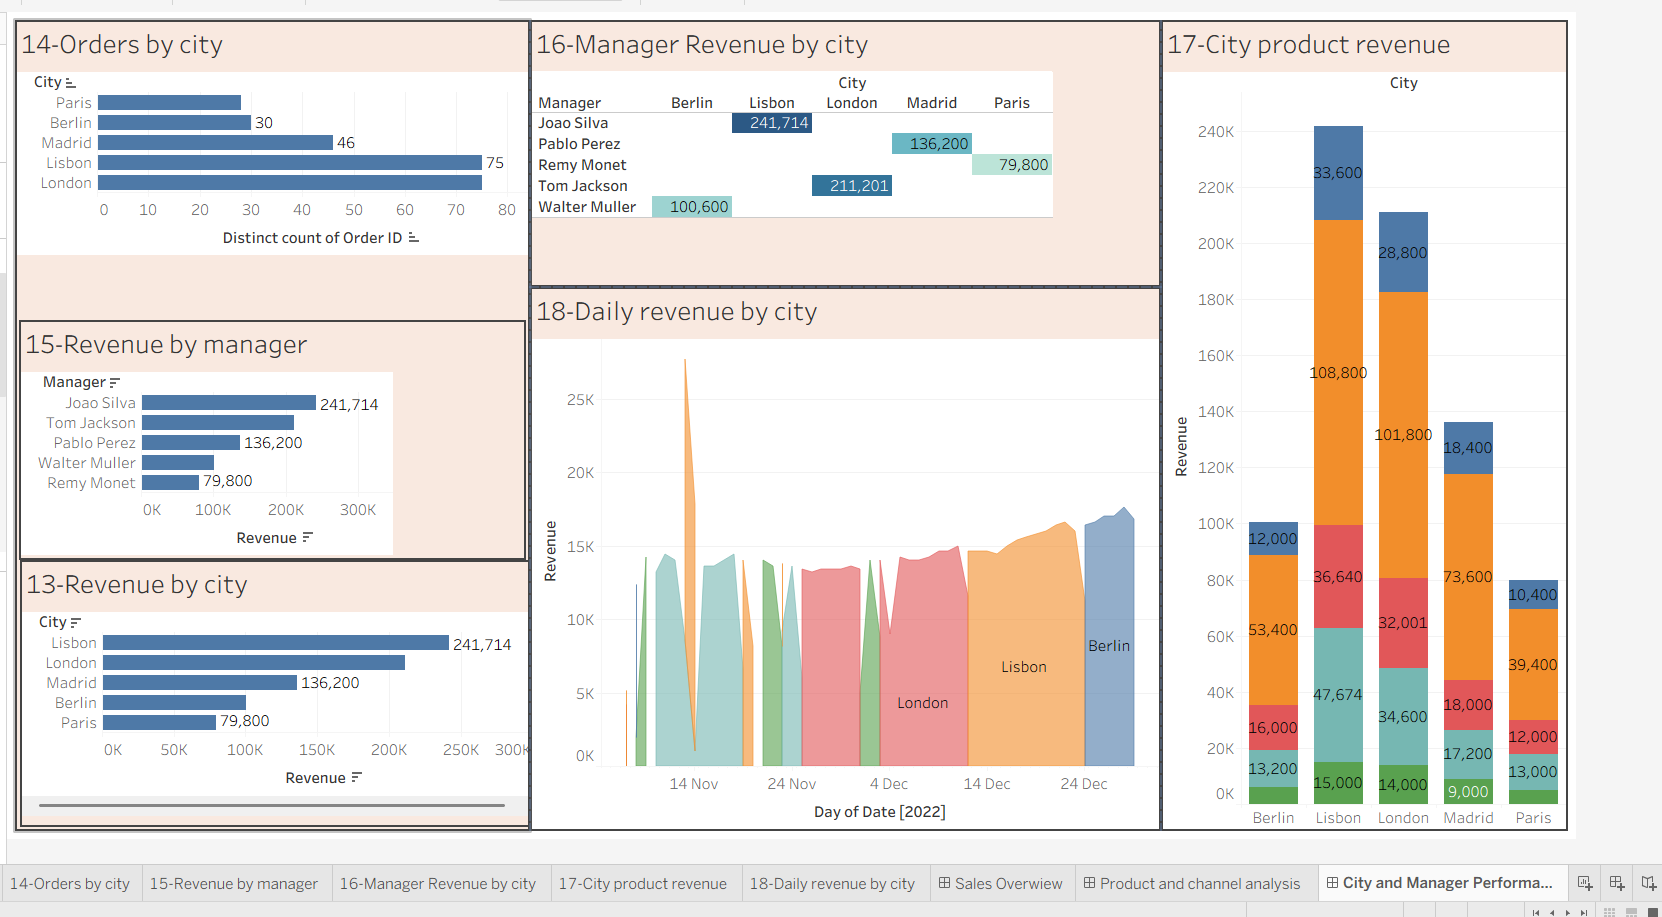 14-Orders by city
City
Paris
Berlin 30
Madrid 46
Lisbon 75
London
0 10 20 30 40 50 60 70 80
Distinct count of Order ID
15-Revenue by manager
Manager
Joao Silva 241,714
Tom Jackson
Pablo Perez 136,200
Walter Muller
Remy Monet 79,800
0K 100K 200K 300K
Revenue
13-Revenue by city
City
Lisbon 241,714
London
Madrid 136,200
Berlin
Paris 79,800
0K 50K 100K 150K 200K 250K 300K
Revenue
16-Manager Revenue by city
City
Manager Berlin Lisbon London Madrid Paris
Joao Silva 241,714
Pablo Perez 136,200
Remy Monet 79,800
Tom Jackson 211,201
Walter Muller 100,600
18-Daily revenue by city
25K
20K
15K
10K
5K
0K
Revenue
Berlin
Lisbon
London
14 Nov 24 Nov 4 Dec 14 Dec 24 Dec
Day of Date [2022]
17-City product revenue
City
240K
220K
200K
180K
160K
140K
120K
100K
80K
60K
40K
20K
0K
Revenue
12,000
53,400
16,000
13,200
33,600
108,800
36,640
47,674
15,000
28,800
101,800
32,001
34,600
14,000
18,400
73,600
18,000
17,200
9,000
10,400
39,400
12,000
13,000
Berlin Lisbon London Madrid Paris
14-Orders by city 15-Revenue by manager 16-Manager Revenue by city 17-City product revenue 18-Daily revenue by city Sales Overwiew Product and channel analysis City and Manager Performa...